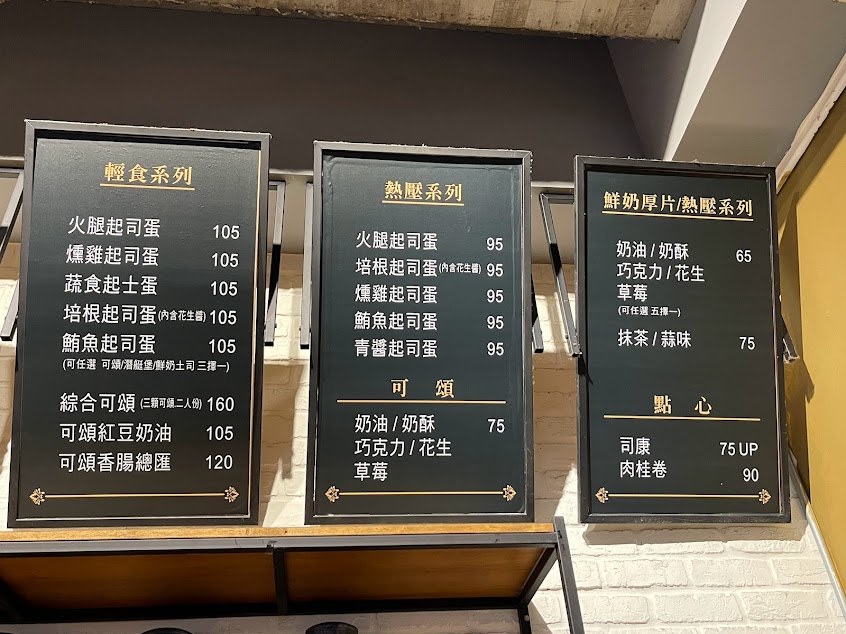 輕食系列
火腿起司蛋 105
燻雞起司蛋 105
蔬食起士蛋 105
培根起司蛋(內含花生醬) 105
鮪魚起司蛋 105
(可任選 可頌/潛艇堡/鮮奶土司 三擇一)
綜合可頌 (三顆可頌.二人份) 160
可頌紅豆奶油 105
可頌香腸總匯 120
熱壓系列
火腿起司蛋 95
培根起司蛋(內含花生醬) 95
燻雞起司蛋 95
鮪魚起司蛋 95
青醬起司蛋 95
可 頌
奶油 / 奶酥 75
巧克力 / 花生
草莓
鮮奶厚片/熱壓系列
奶油 / 奶酥 65
巧克力 / 花生
草莓
(可任選 五擇一)
抹茶 / 蒜味 75
點 心
司康 75 UP
肉桂卷 90